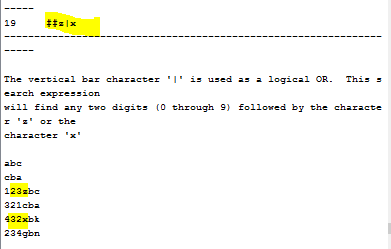 -----
19 ##z|x
------------------------------------------------------
-----
The vertical bar character '|' is used as a logical OR.  This s
earch expression
will find any two digits (0 through 9) followed by the characte
r 'z' or the
character 'x'
abc
cba
123zbc
321cba
432xbk
234gbn